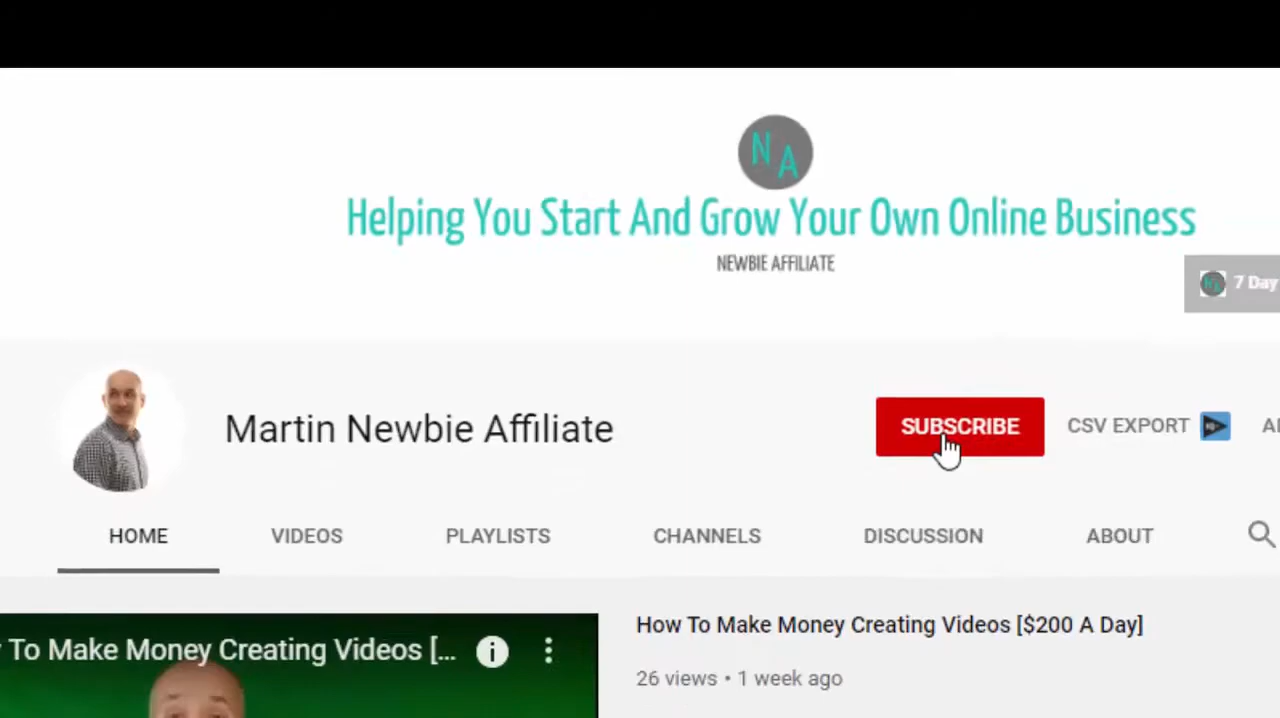 N A
Helping You Start And Grow Your Own Online Business
NEWBIE AFFILIATE
7 Day
Martin Newbie Affiliate
SUBSCRIBE
CSV EXPORT
HOME
VIDEOS
PLAYLISTS
CHANNELS
DISCUSSION
ABOUT
To Make Money Creating Videos [...
How To Make Money Creating Videos [$200 A Day]
26 views • 1 week ago